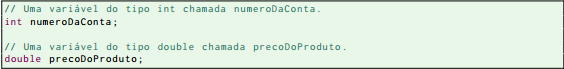 // Uma variável do tipo int chamada numeroDaConta.
int numeroDaConta;
// Uma variável do tipo double chamada precoDoProduto.
double precoDoProduto;